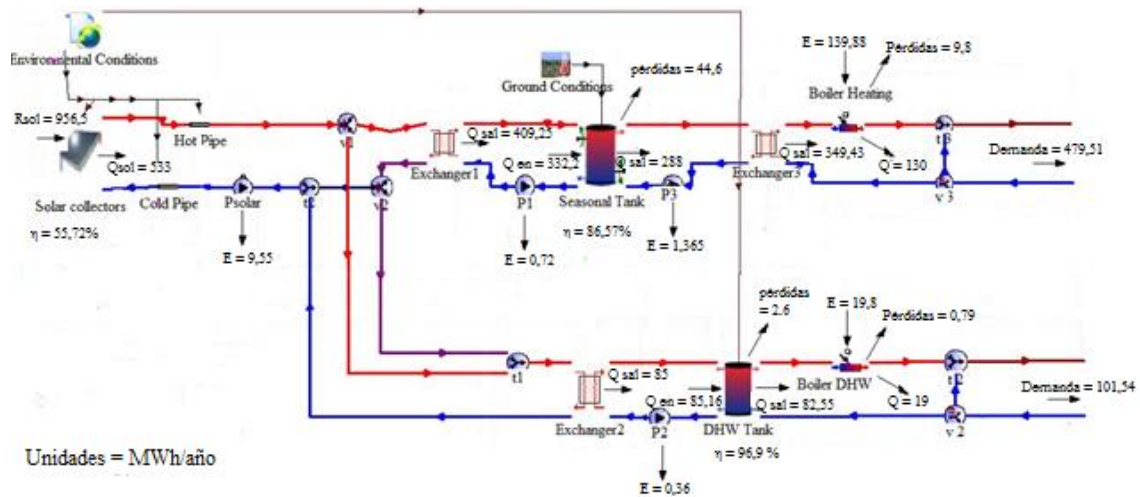 Environmental Conditions
Rsol = 956,5
Qsol = 533
Hot Pipe
Solar collectors
η = 55,72%
Cold Pipe
Psolar
E = 9,55
v1
Exchanger1
Q sal = 409,25
P1
E = 0,72
Ground Conditions
pérdidas = 44,6
Q en = 332,2
Q sal = 288
Seasonal Tank
η = 86,57%
P3
E = 1,365
Exchanger3
Q sal = 349,43
E = 139,88
Pérdidas = 9,8
Boiler Heating
Q = 130
t3
v 3
Demanda = 479,51
t1
Exchanger2
Q sal = 85
Q en = 85,16
P2
E = 0,36
pérdidas
= 2.6
DHW Tank
η = 96,9 %
Q sal = 82,55
E = 19,8
Pérdidas = 0,79
Boiler DHW
Q = 19
t2
v 2
Demanda = 101,54
Unidades = MWh/año